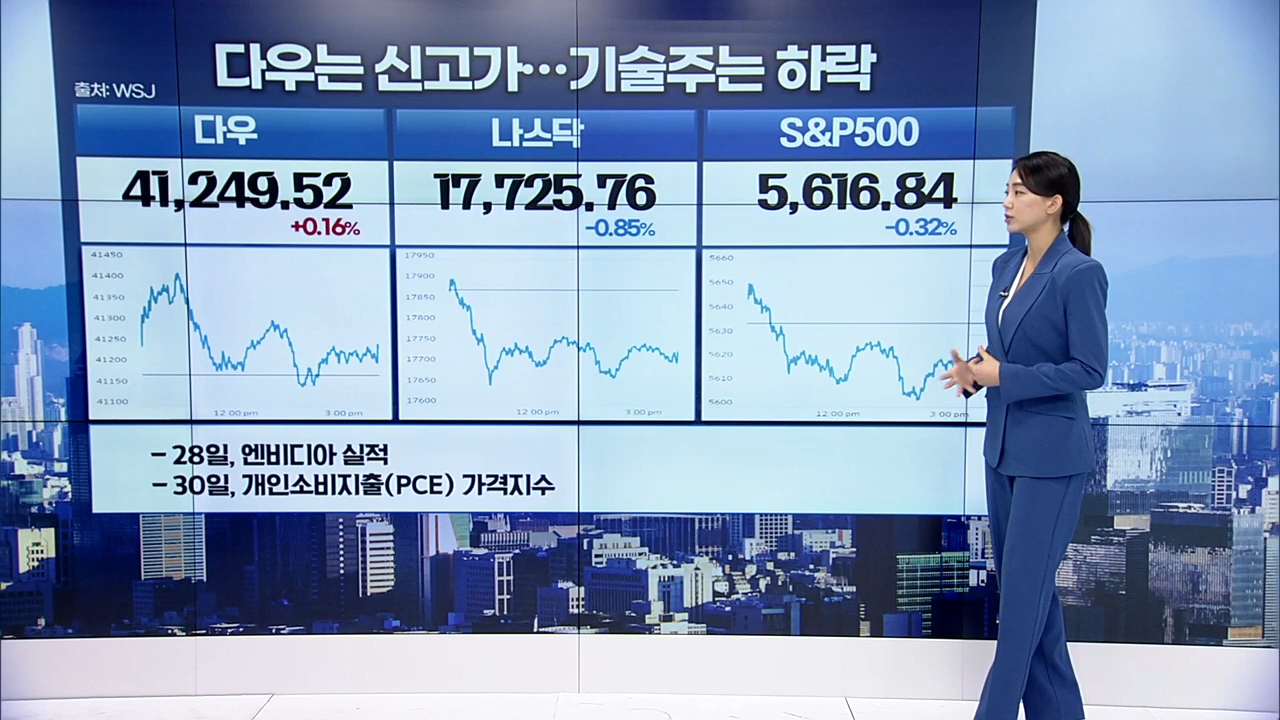 다우는 신고가…기술주는 하락
출처: WSJ
다우
나스닥
S&P500
41,249.52
17,725.76
5,616.84
+0.16%
-0.85%
-0.32%
41450
41400
41350
41300
41250
41200
41150
41100
12:00 pm
3:00 pm
17950
17900
17850
17800
17750
17700
17650
17600
12:00 pm
3:00 pm
5660
5650
5640
5630
5620
5610
5600
12:00 pm
3:00 pm
- 28일, 엔비디아 실적
- 30일, 개인소비지출(PCE) 가격지수